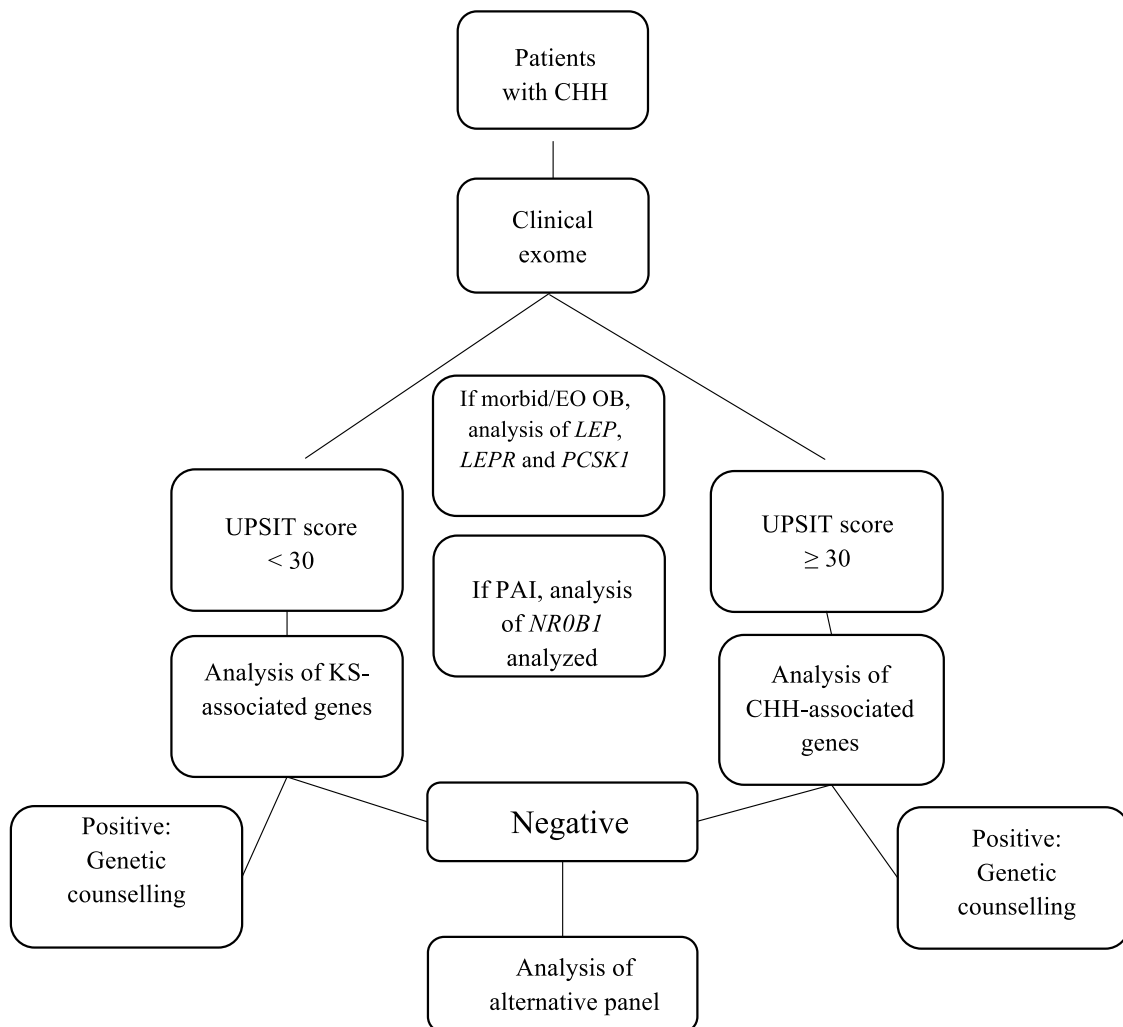 Patients
with CHH
Clinical
exome
If morbid/EO OB,
analysis of LEP,
LEPR and PCSK1
UPSIT score
< 30
UPSIT score
≥ 30
If PAI, analysis
of NR0B1
analyzed
Analysis of KS-
associated genes
Analysis of
CHH-associated
genes
Negative
Positive:
Genetic
counselling
Positive:
Genetic
counselling
Analysis of
alternative panel